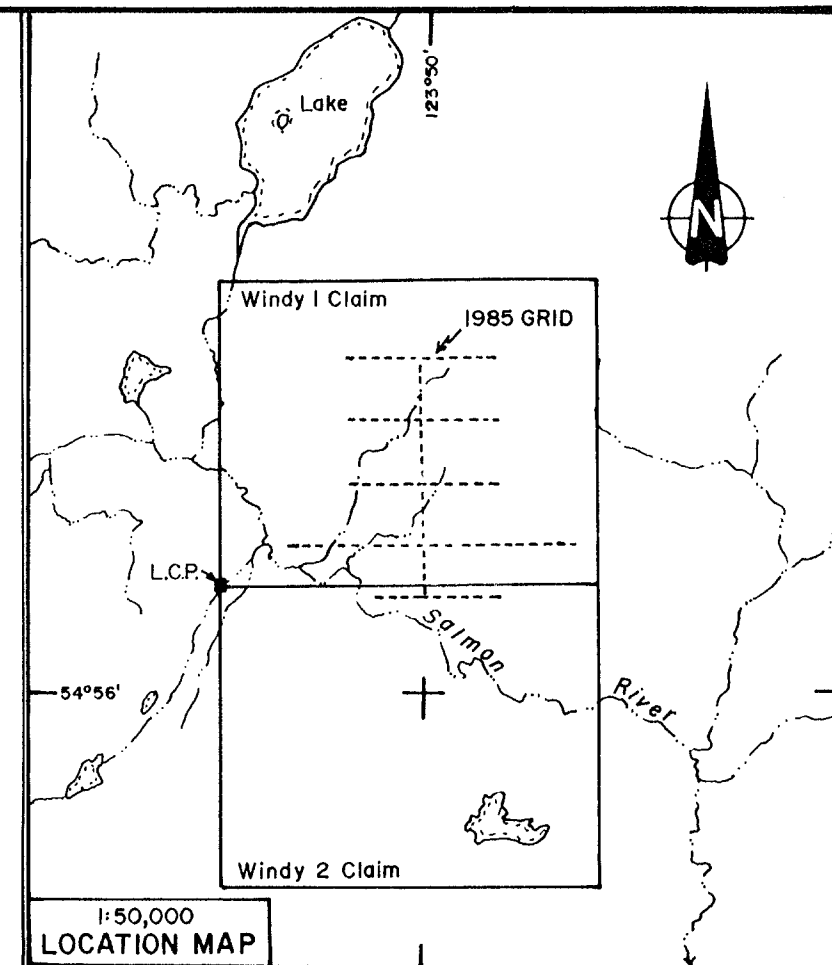 123°50'
Lake
N
Windy 1 Claim
1985 GRID
L.C.P.
Salmon
River
54°56'
Windy 2 Claim
1:50,000
LOCATION MAP